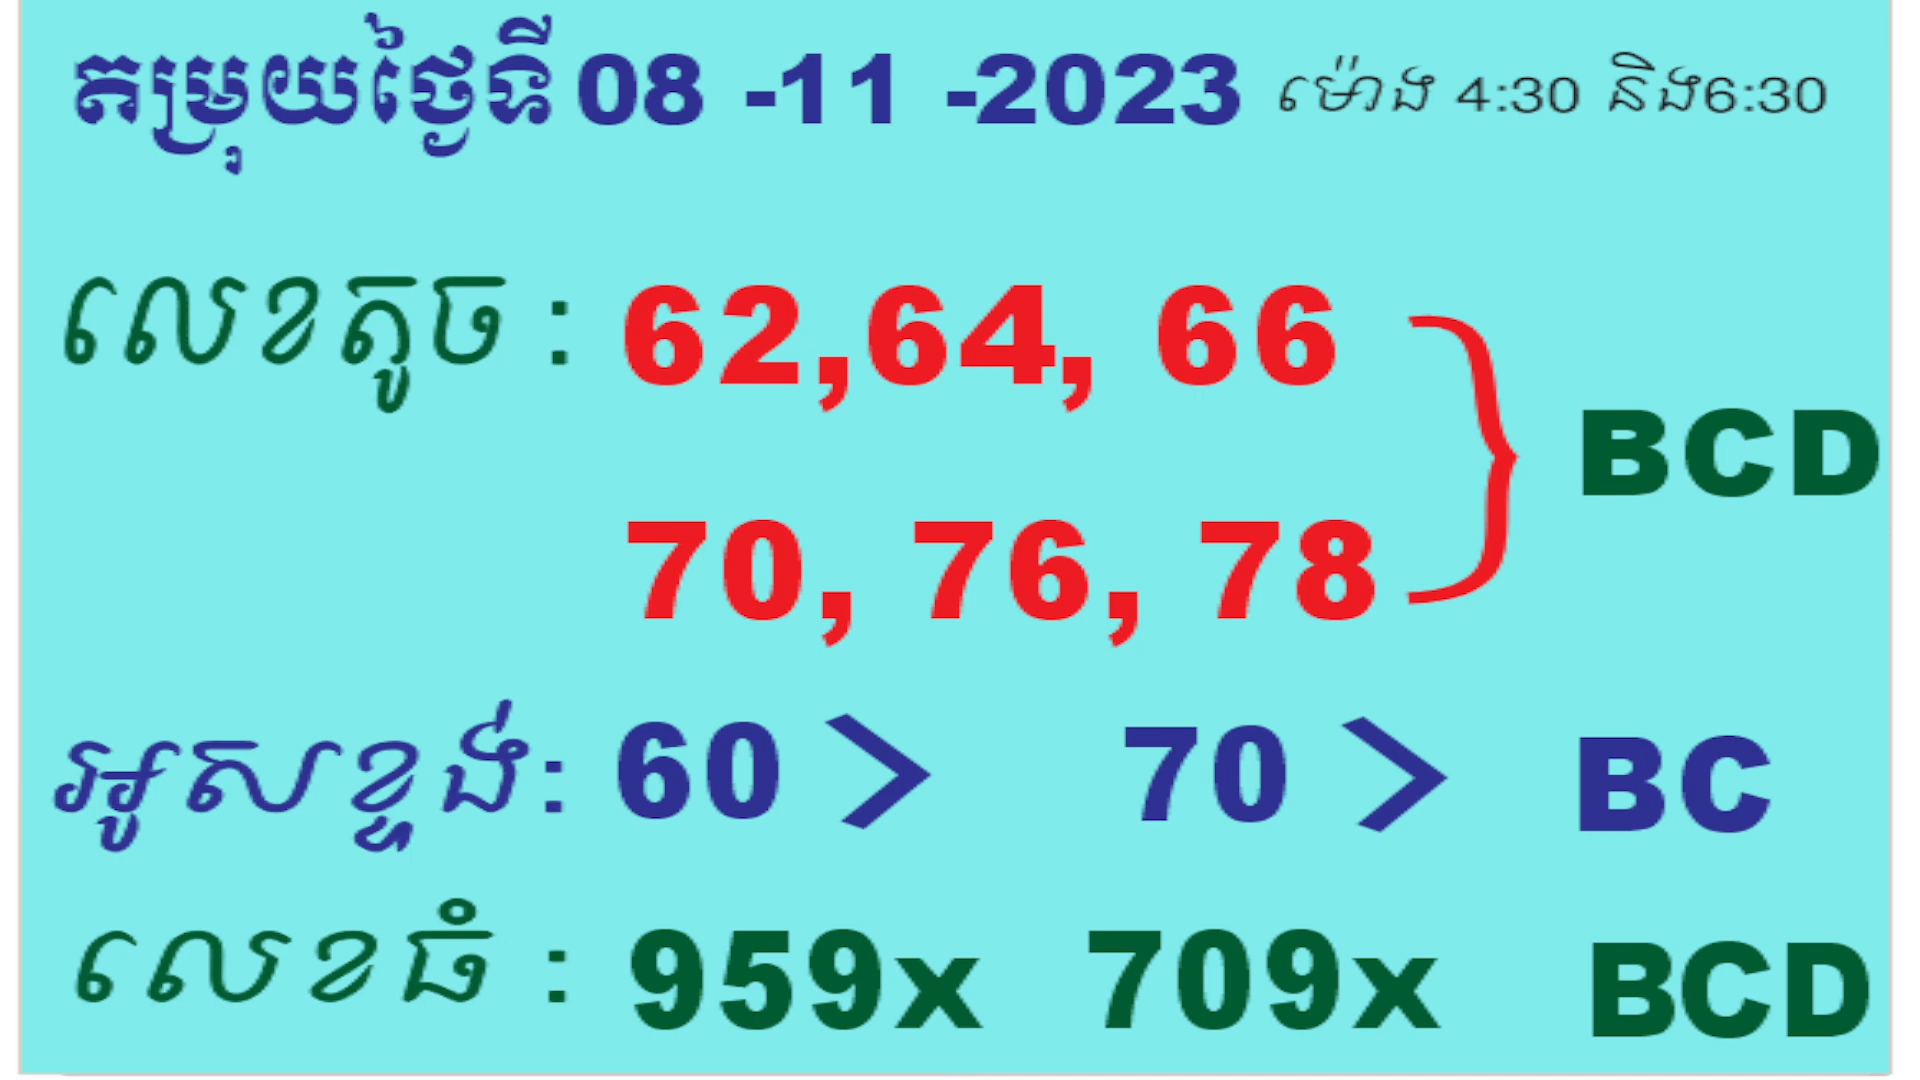 តម្រុយថ្ងៃទី 08 -11 -2023 ម៉ោង 4:30 និង6:30
លេខតូច : 62,64, 66
BCD
70, 76, 78
អូសខ្ទង់: 60 > 70 > BC
លេខធំ : 959x 709x BCD